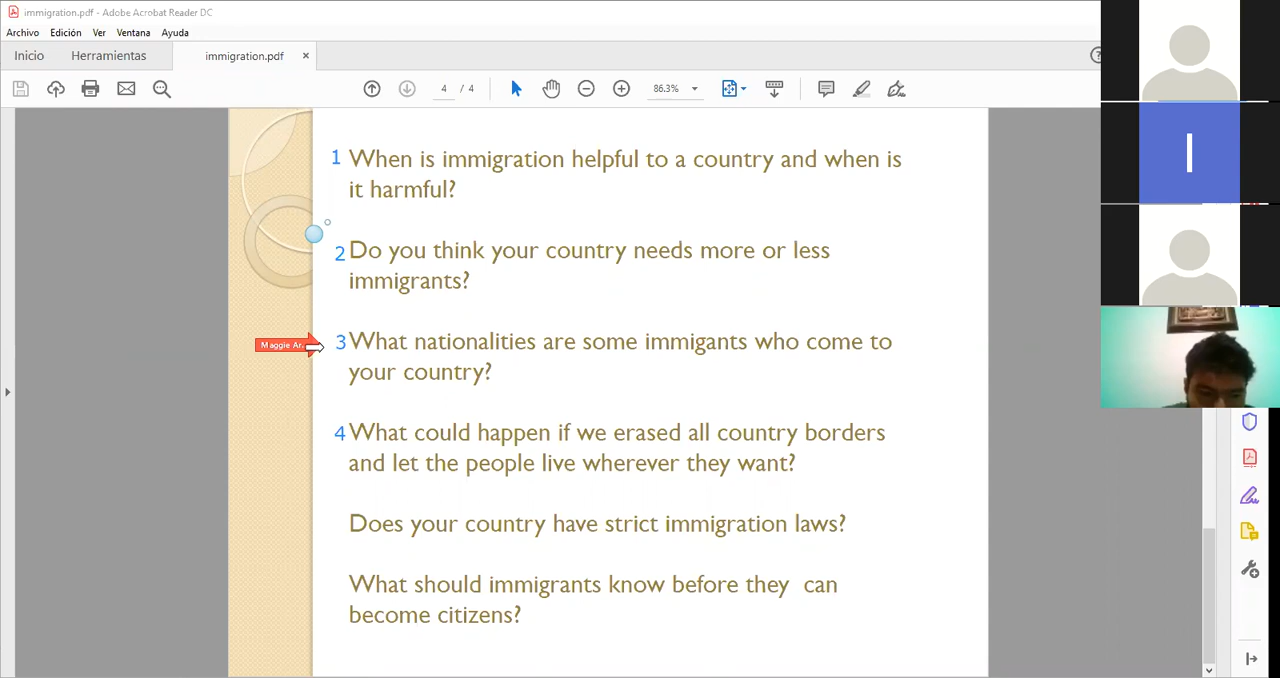 immigration.pdf - Adobe Acrobat Reader DC
Archivo Edición Ver Ventana Ayuda
Inicio Herramientas immigration.pdf ×
4 / 4 86.3%
1 When is immigration helpful to a country and when is
it harmful?
2 Do you think your country needs more or less
immigrants?
Maggie Ar...
3 What nationalities are some immigants who come to
your country?
4 What could happen if we erased all country borders
and let the people live wherever they want?
Does your country have strict immigration laws?
What should immigrants know before they can
become citizens?
I